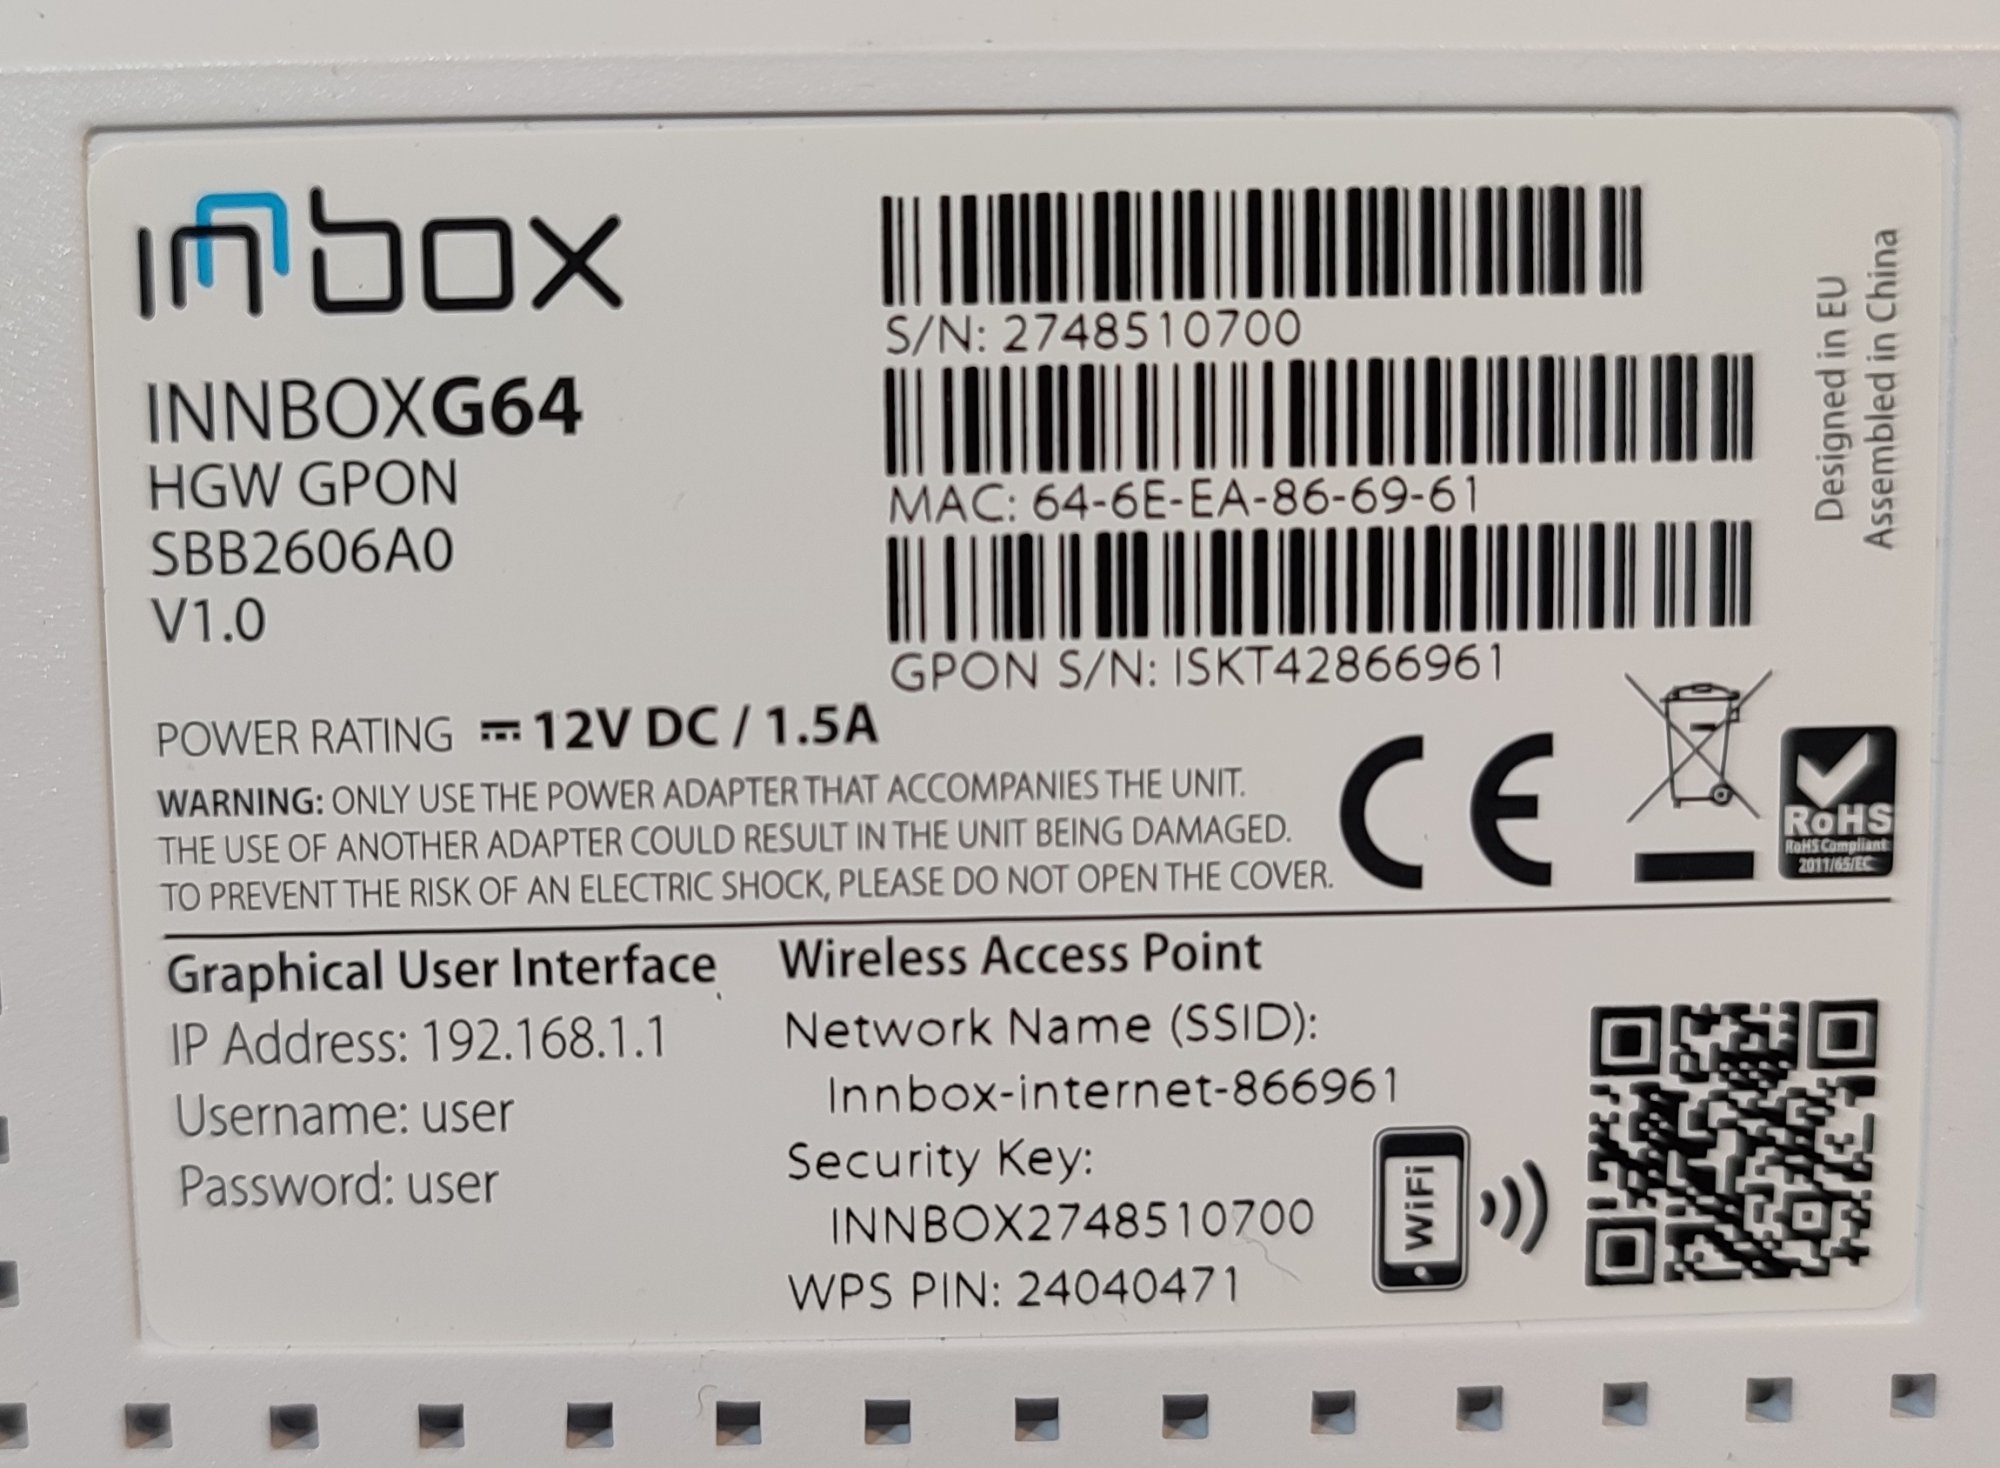 innbox
INNBOXG64
HGW GPON
SBB2606A0
V1.0
S/N: 2748510700
MAC: 64-6E-EA-86-69-61
GPON S/N: ISKT42866961
Designed in EU
Assembled in China
POWER RATING ⎓ 12V DC / 1.5A
WARNING: ONLY USE THE POWER ADAPTER THAT ACCOMPANIES THE UNIT.
THE USE OF ANOTHER ADAPTER COULD RESULT IN THE UNIT BEING DAMAGED.
TO PREVENT THE RISK OF AN ELECTRIC SHOCK, PLEASE DO NOT OPEN THE COVER.
CE
RoHS
RoHS Compliant
2011/65/EC
Graphical User Interface
IP Address: 192.168.1.1
Username: user
Password: user
Wireless Access Point
Network Name (SSID):
Innbox-internet-866961
Security Key:
INNBOX2748510700
WPS PIN: 24040471
WiFi